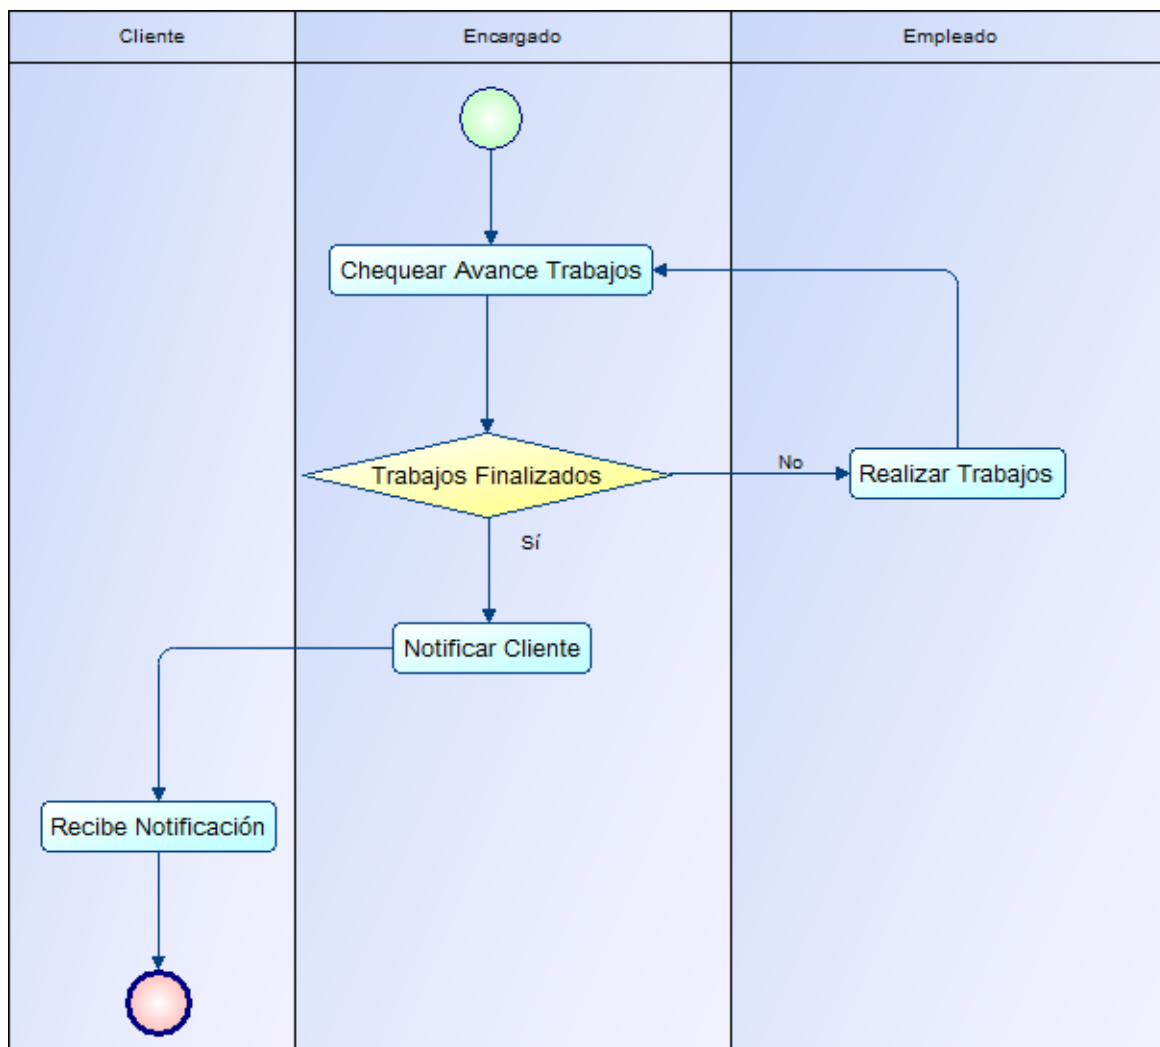 Cliente
Encargado
Empleado
Chequear Avance Trabajos
Trabajos Finalizados
No
Realizar Trabajos
Sí
Notificar Cliente
Recibe Notificación